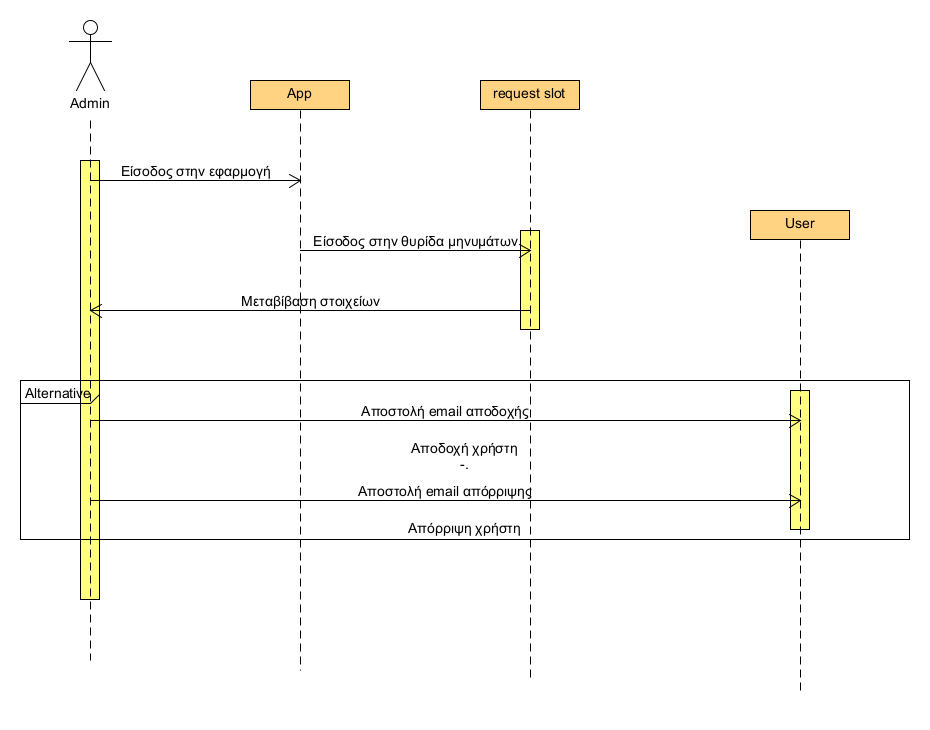 Admin
App
request slot
Είσοδος στην εφαρμογή
User
Είσοδος στην θυρίδα μηνυμάτων
Μεταβίβαση στοιχείων
Alternative
Αποστολή email αποδοχής
Αποδοχή χρήστη
-.
Αποστολή email απόρριψης
Απόρριψη χρήστη